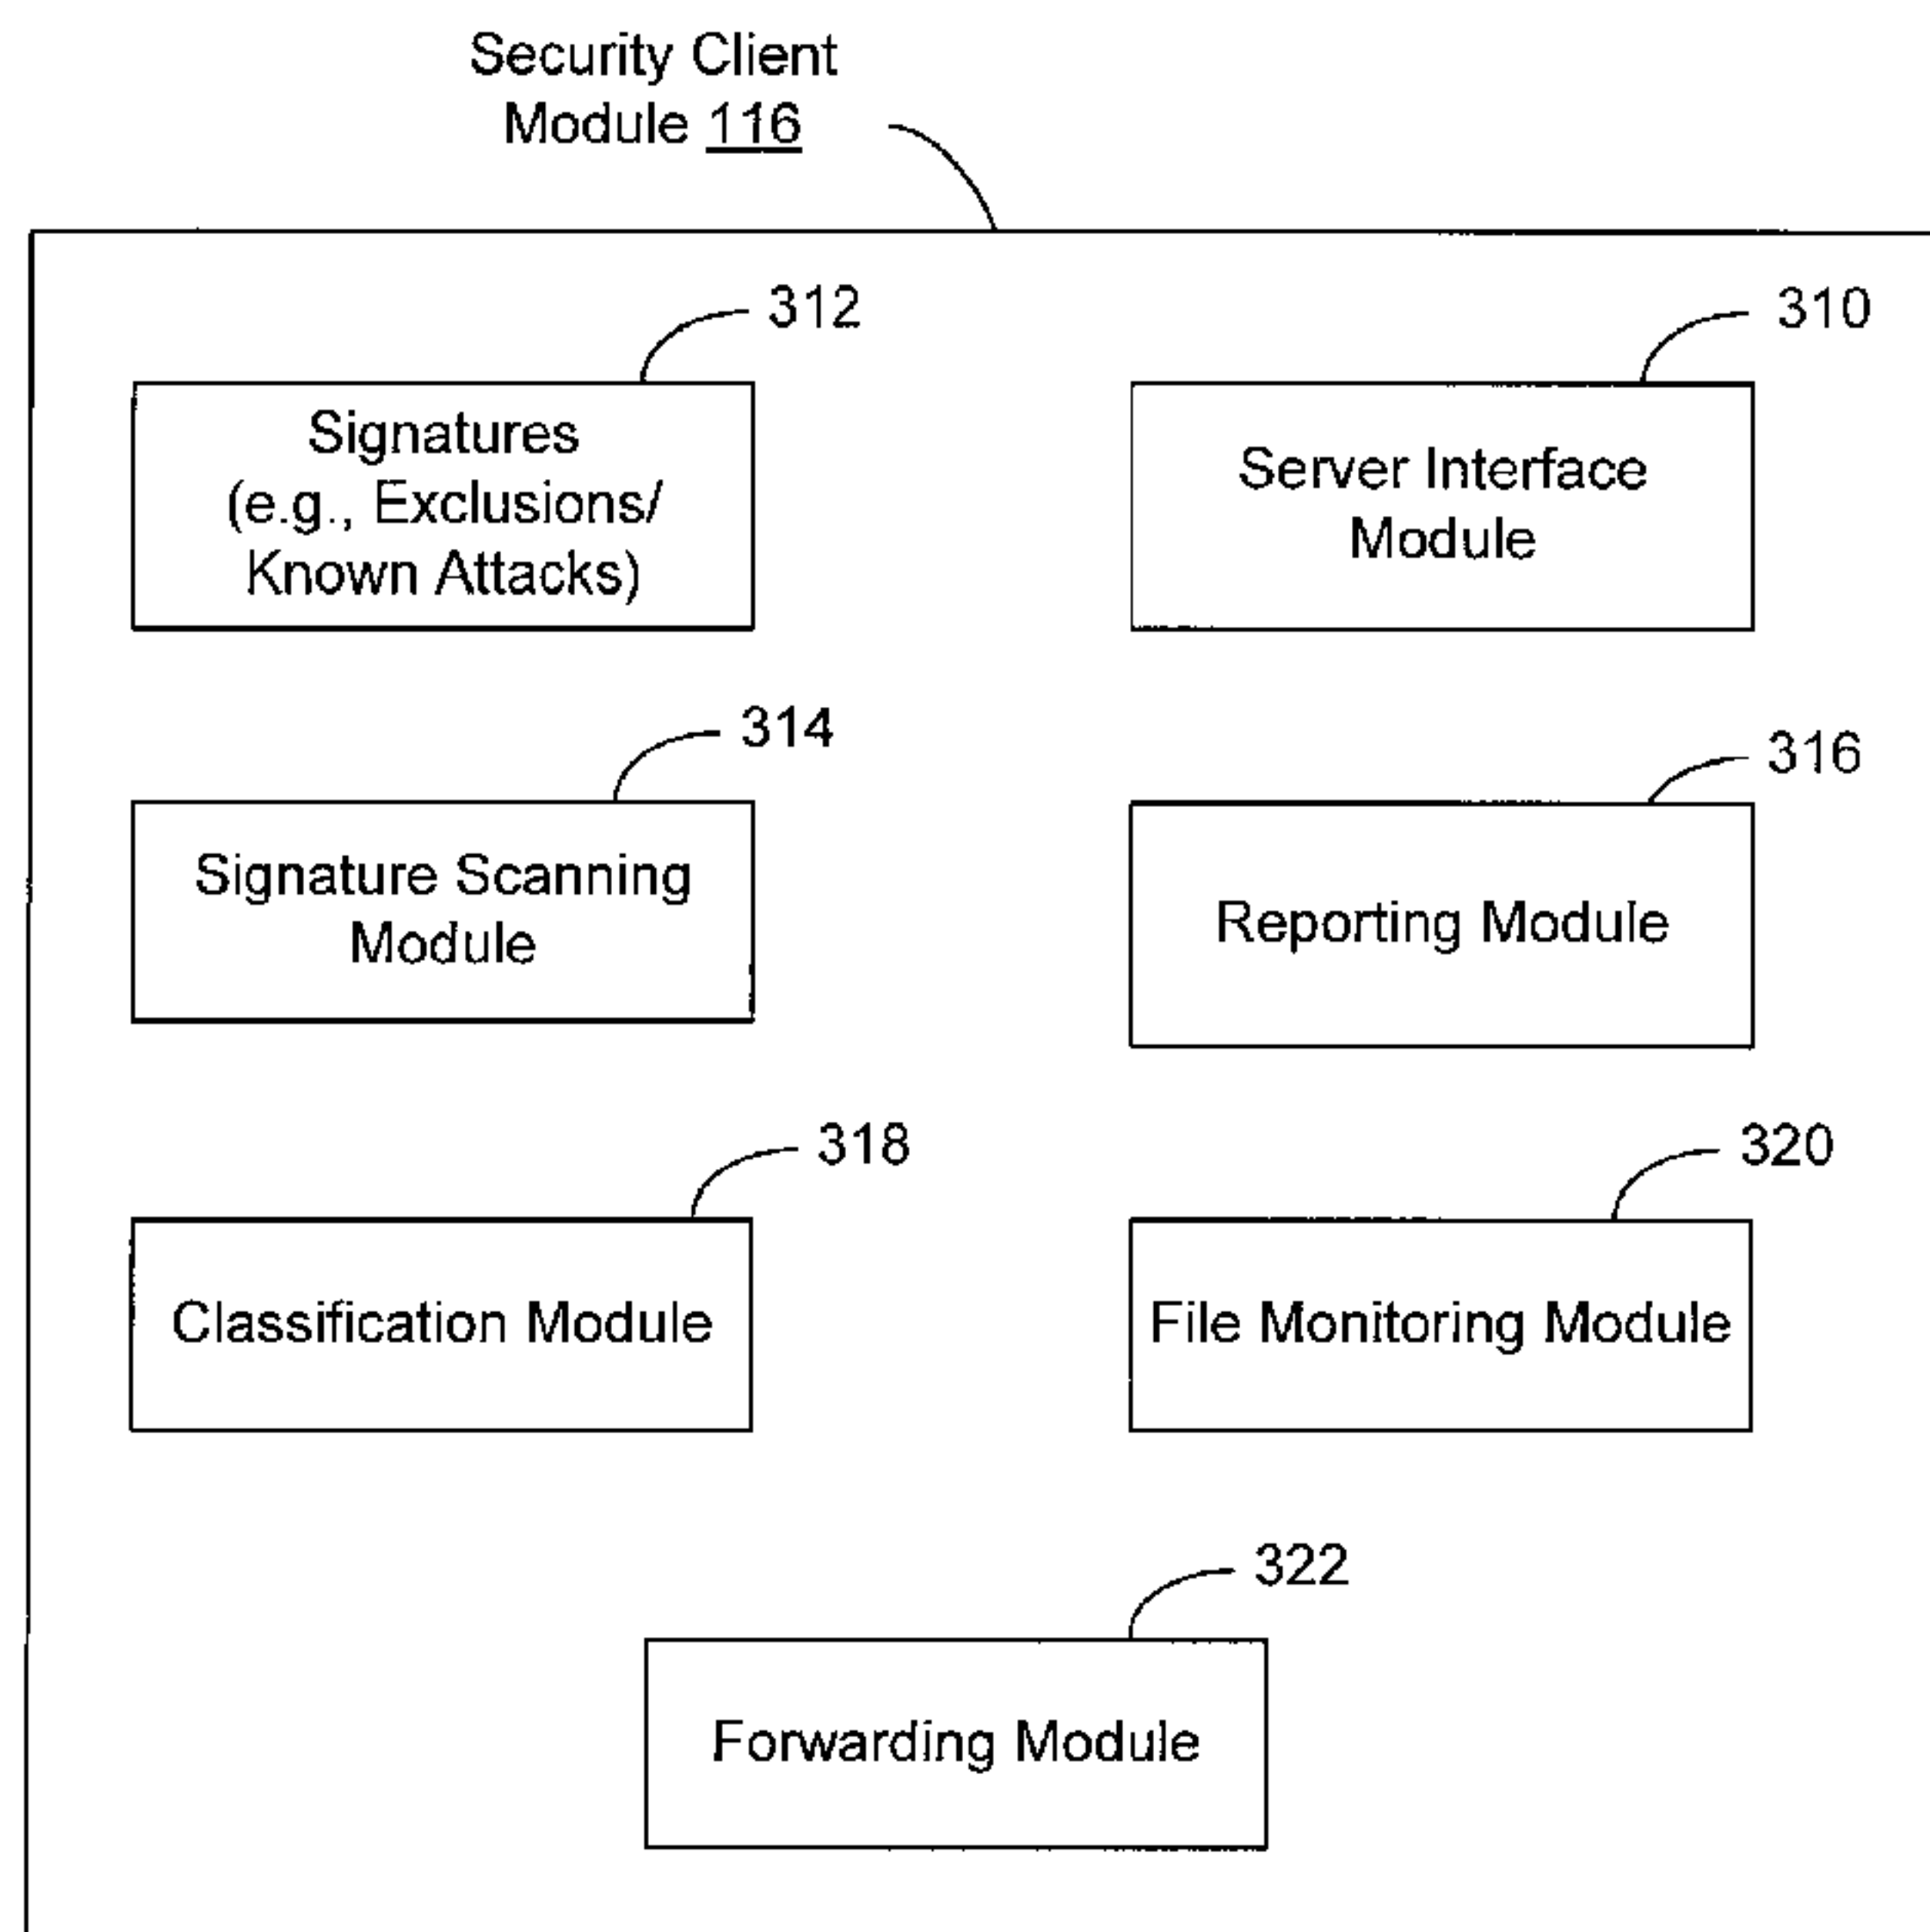 Security Client
Module 116
312
310
Signatures
(e.g., Exclusions/
Known Attacks)
Server Interface
Module
314
316
Signature Scanning
Module
Reporting Module
318
320
Classification Module
File Monitoring Module
322
Forwarding Module